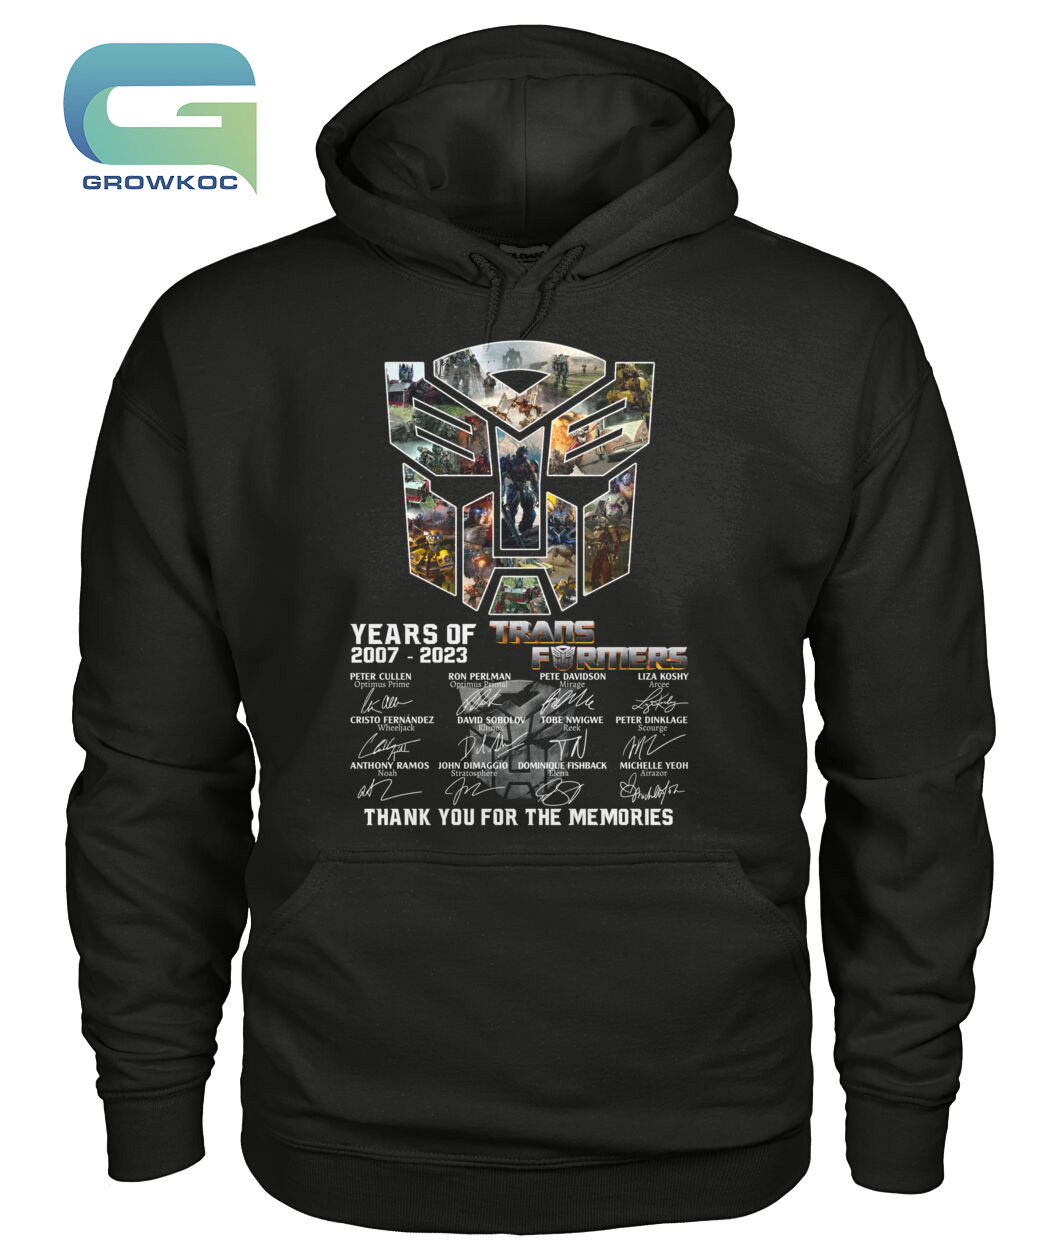 GROWKOC
YEARS OF TRANS
2007 - 2023 FORMERS
PETER CULLEN RON PERLMAN PETE DAVIDSON LIZA KOSHY
Optimus Prime Optimus Primal Mirage Arcee
CRISTO FERNÁNDEZ DAVID SOBOLOV TOBE NWIGWE PETER DINKLAGE
Wheeljack Rhinox Reek Scourge
ANTHONY RAMOS JOHN DIMAGGIO DOMINIQUE FISHBACK MICHELLE YEOH
Noah Stratosphere Elena Airazor
THANK YOU FOR THE MEMORIES